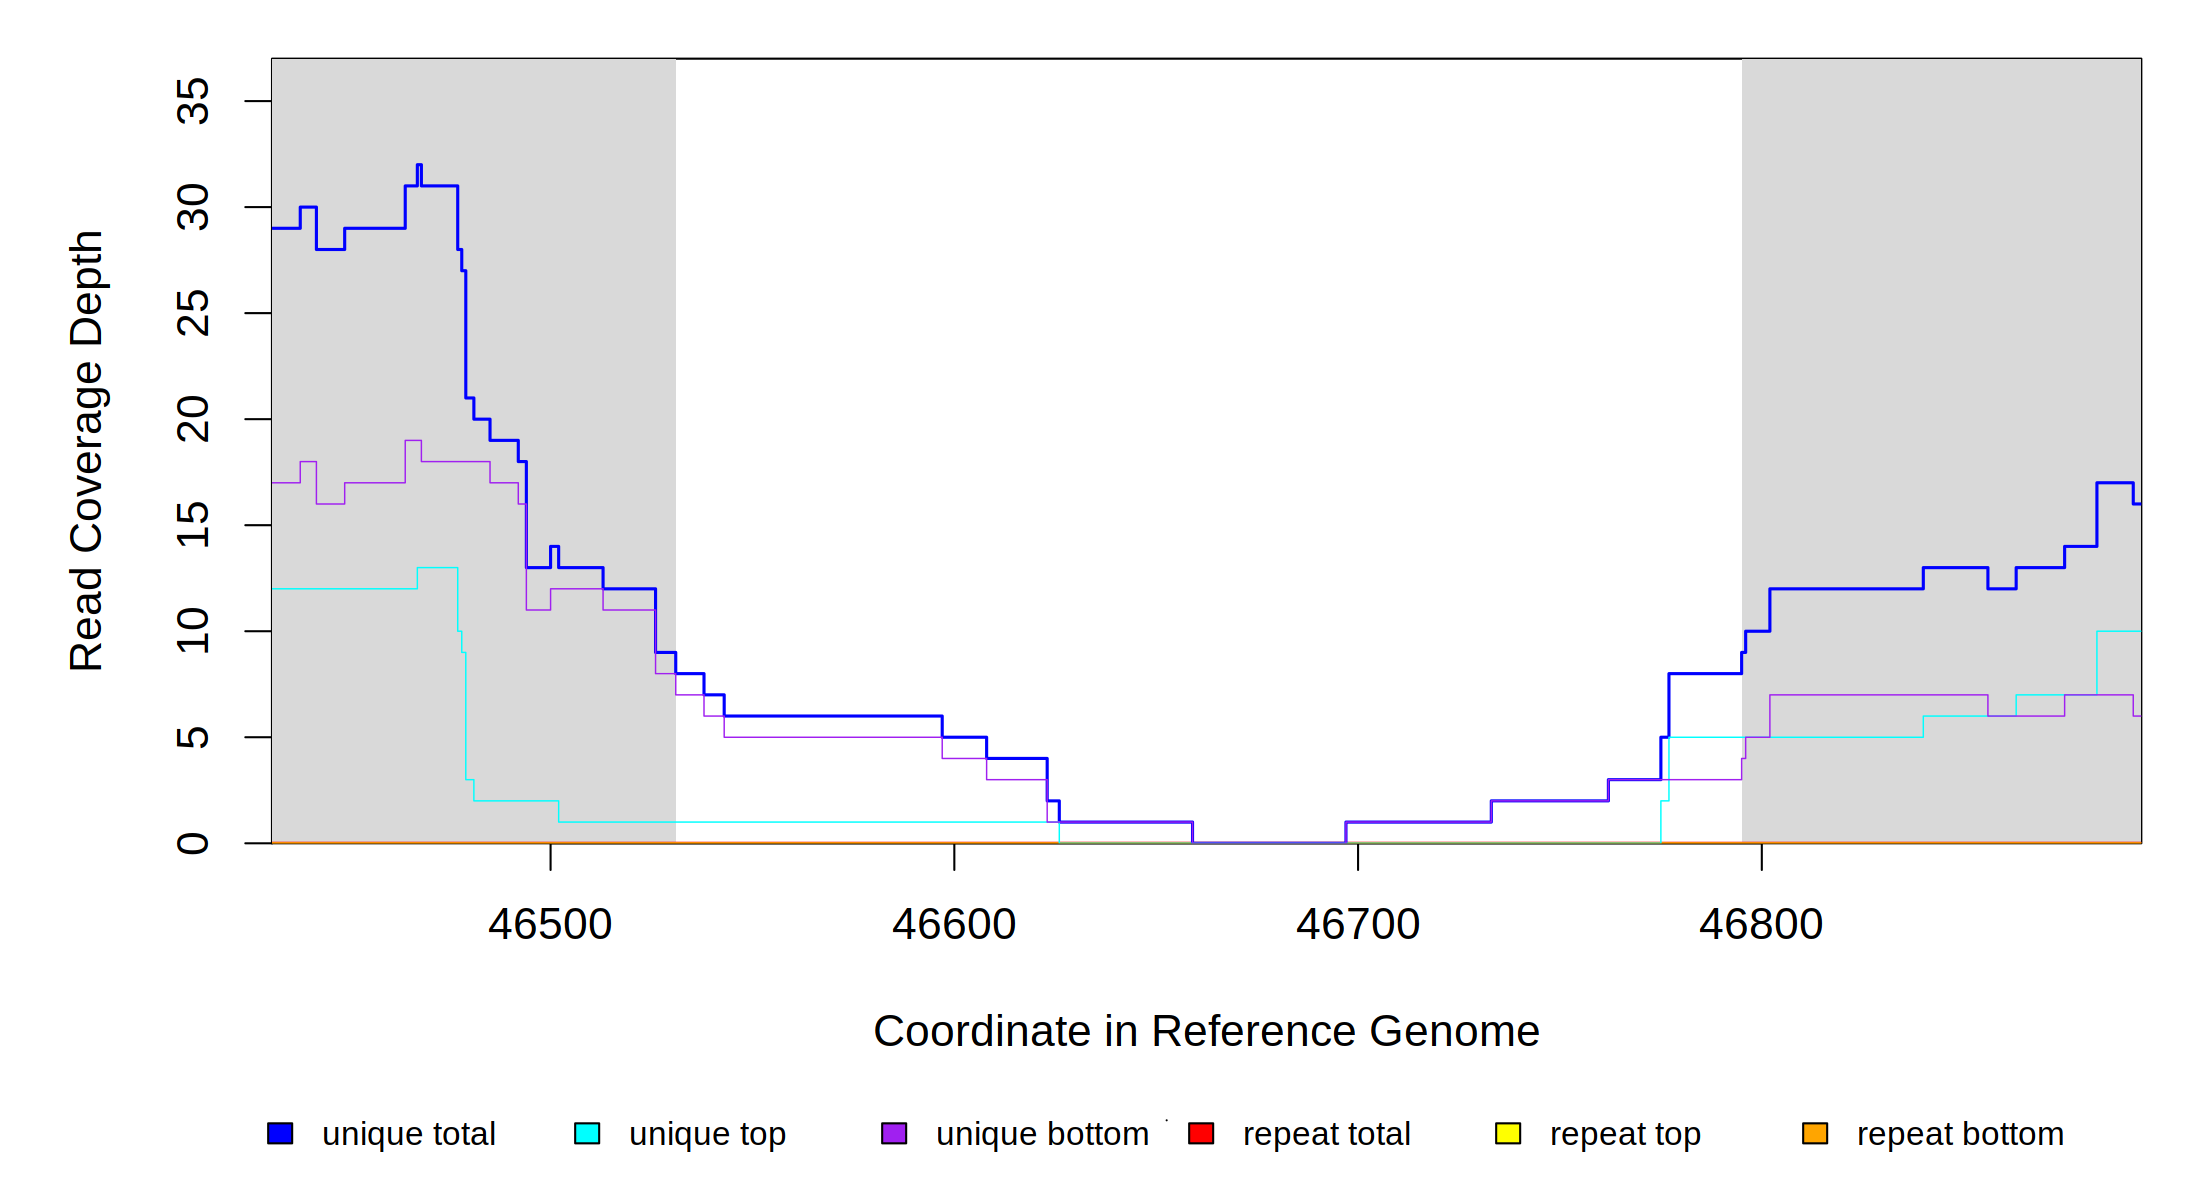 Read Coverage Depth
35
30
25
20
15
10
5
0
46500 46600 46700 46800
Coordinate in Reference Genome
unique total unique top unique bottom repeat total repeat top repeat bottom